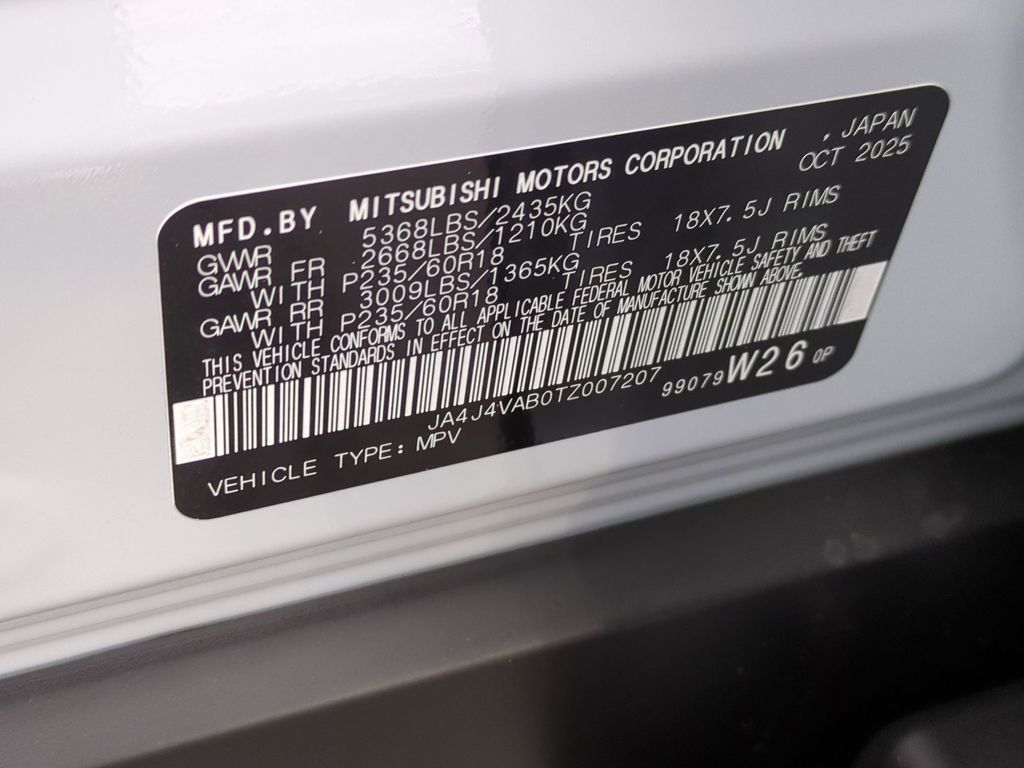 MFD.BY MITSUBISHI MOTORS CORPORATION , JAPAN
OCT 2025
GVWR 5368LBS/2435KG
GAWR FR 2668LBS/1210KG
WITH P235/60R18 TIRES 18X7.5J RIMS
GAWR RR 3009LBS/1365KG
WITH P235/60R18 TIRES 18X7.5J RIMS
THIS VEHICLE CONFORMS TO ALL APPLICABLE FEDERAL MOTOR VEHICLE SAFETY AND THEFT
PREVENTION STANDARDS IN EFFECT ON THE DATE OF MANUFACTURE SHOWN ABOVE.
JA4J4VAB0TZ007207 99079 W26 0P
VEHICLE TYPE: MPV